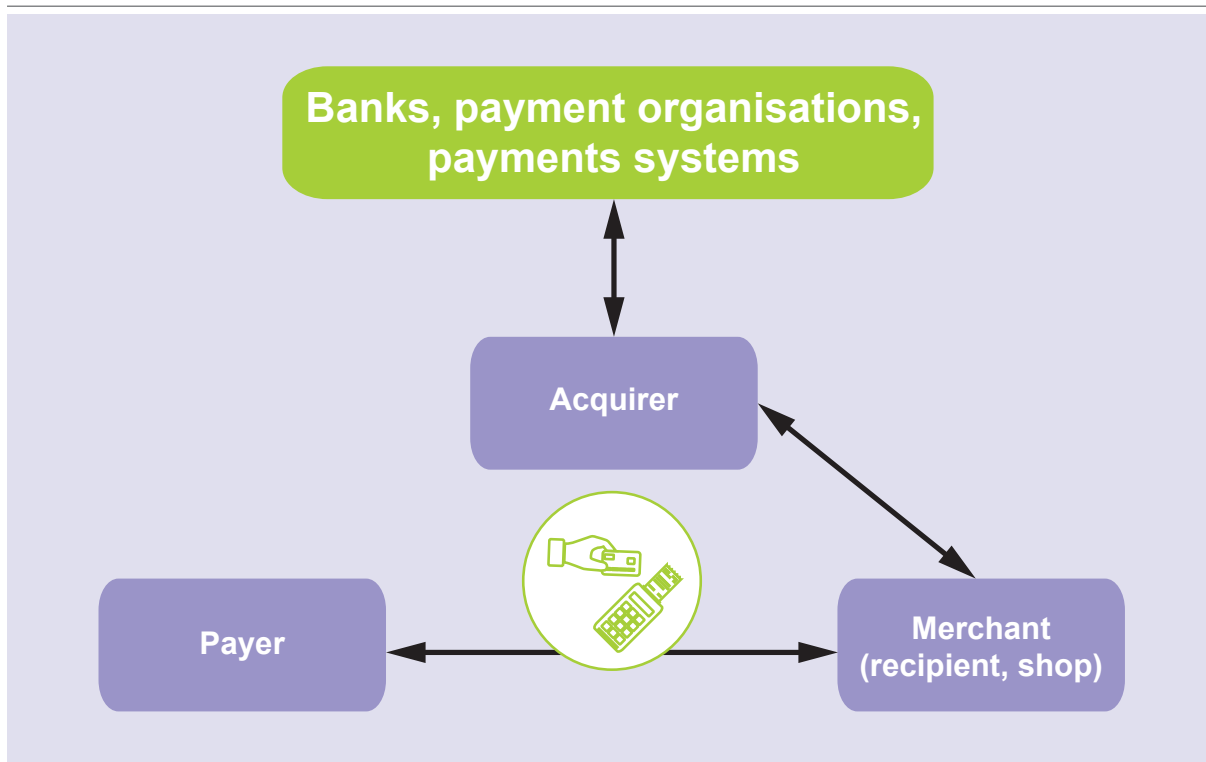 Banks, payment organisations,
payments systems
Acquirer
Payer
Merchant
(recipient, shop)